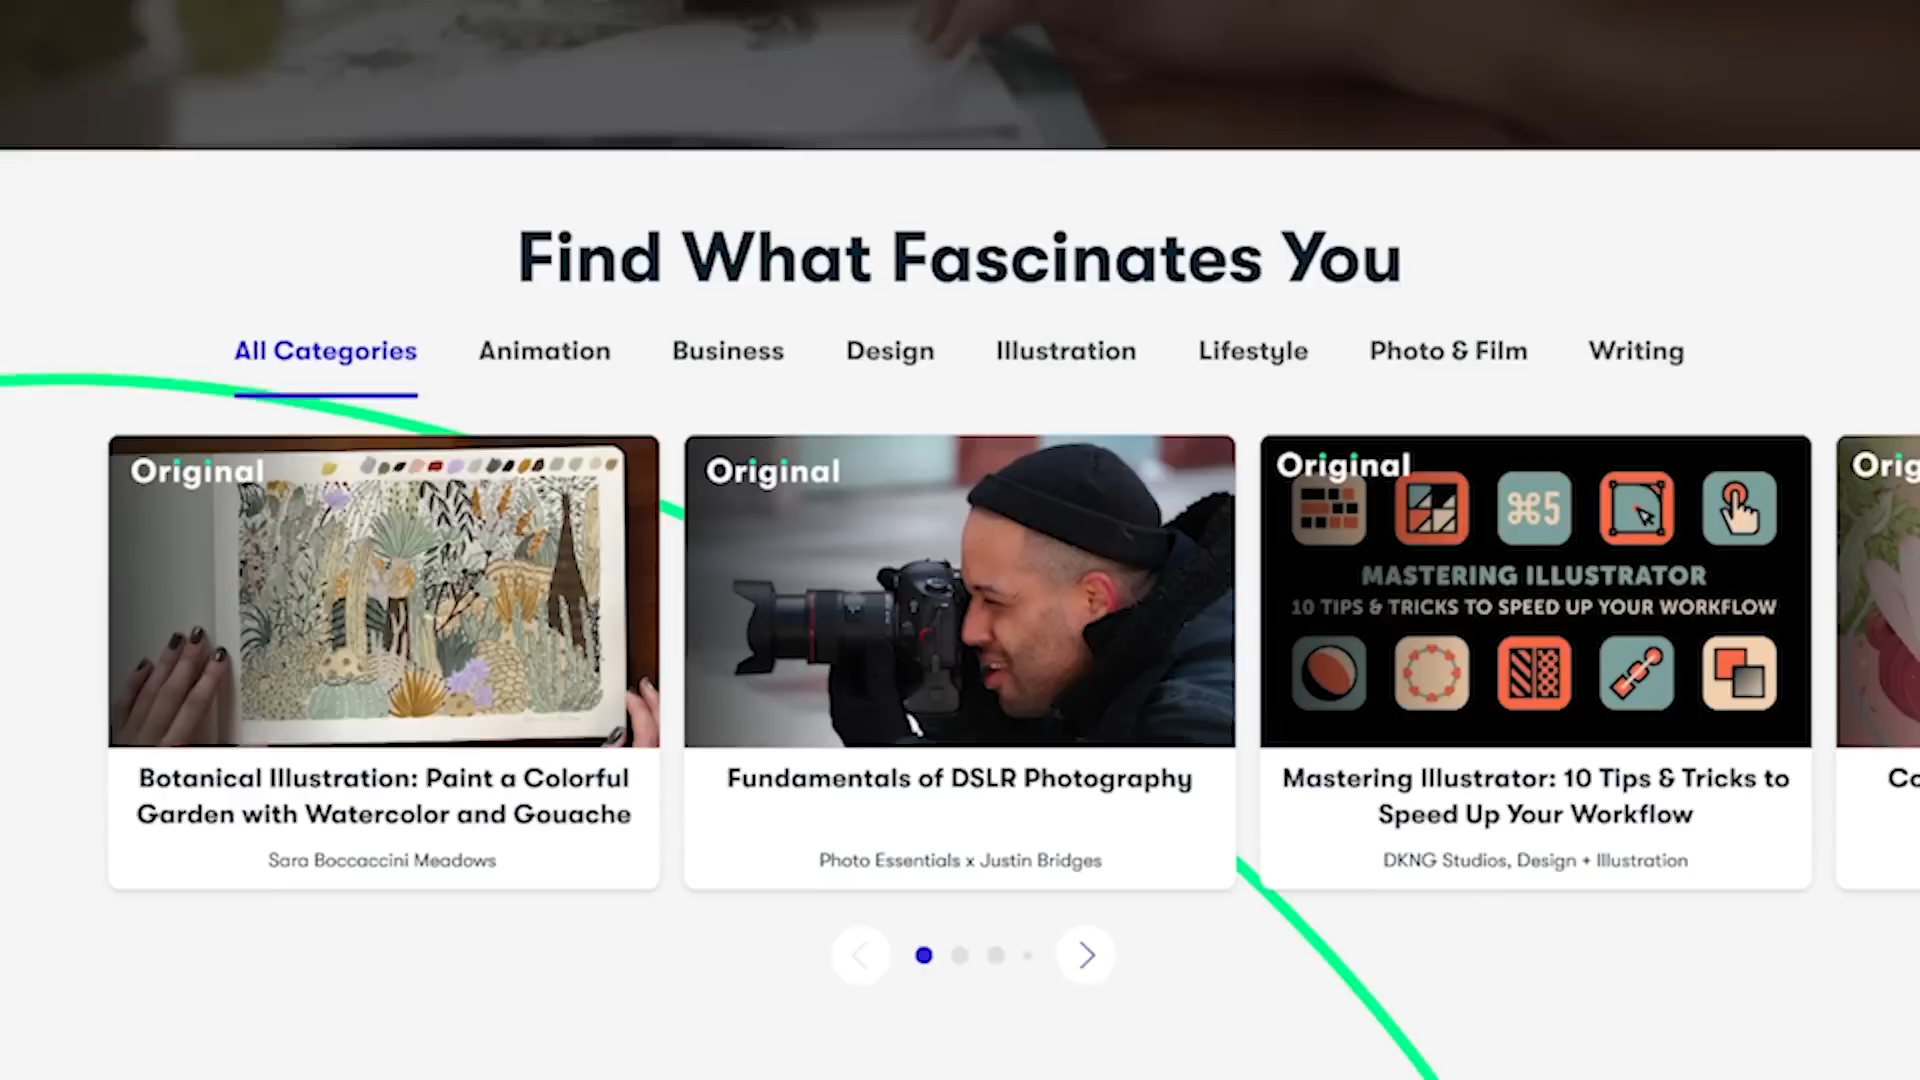 Find What Fascinates You
All Categories Animation Business Design Illustration Lifestyle Photo & Film Writing
Original
Botanical Illustration: Paint a Colorful
Garden with Watercolor and Gouache
Sara Boccaccini Meadows
Original
Fundamentals of DSLR Photography
Photo Essentials x Justin Bridges
Original
⌘5
MASTERING ILLUSTRATOR
10 TIPS & TRICKS TO SPEED UP YOUR WORKFLOW
Mastering Illustrator: 10 Tips & Tricks to
Speed Up Your Workflow
DKNG Studios, Design + Illustration
Orig
Co